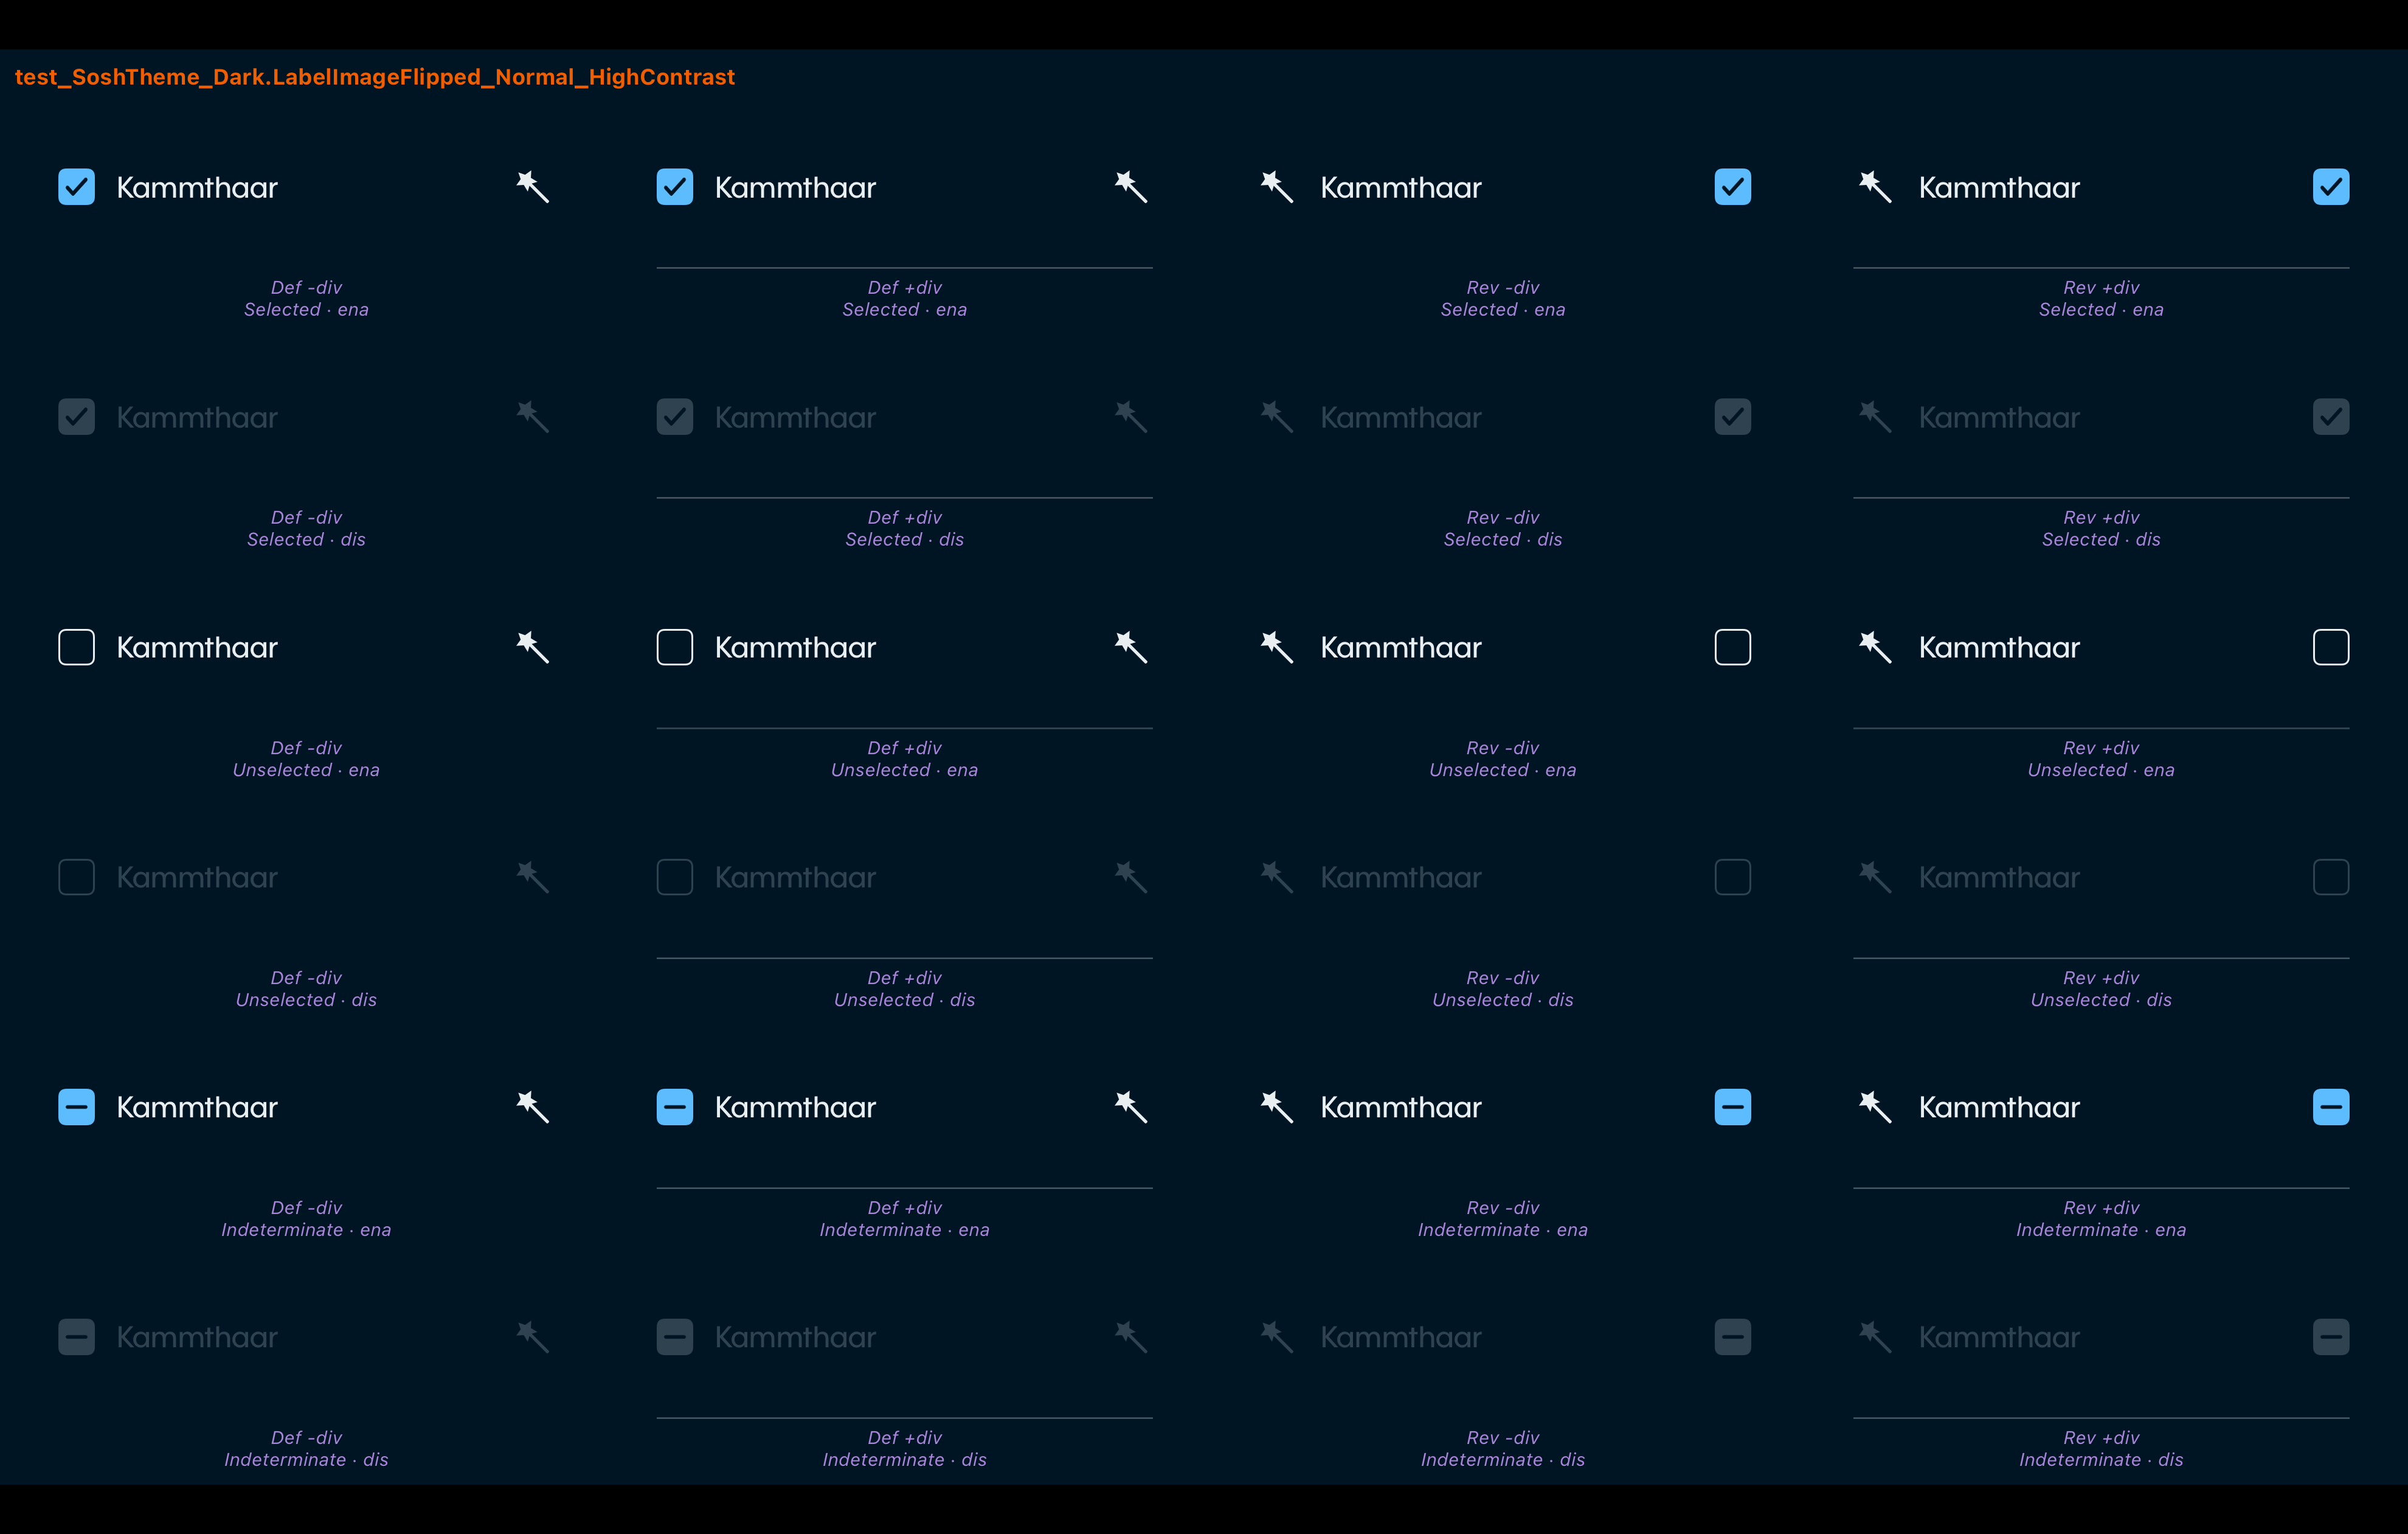 test_SoshTheme_Dark.LabelImageFlipped_Normal_HighContrast
Kammthaar
Kammthaar
Kammthaar
Kammthaar
Def -div
Selected · ena
Def +div
Selected · ena
Rev -div
Selected · ena
Rev +div
Selected · ena
Kammthaar
Kammthaar
Kammthaar
Kammthaar
Def -div
Selected · dis
Def +div
Selected · dis
Rev -div
Selected · dis
Rev +div
Selected · dis
Kammthaar
Kammthaar
Kammthaar
Kammthaar
Def -div
Unselected · ena
Def +div
Unselected · ena
Rev -div
Unselected · ena
Rev +div
Unselected · ena
Kammthaar
Kammthaar
Kammthaar
Kammthaar
Def -div
Unselected · dis
Def +div
Unselected · dis
Rev -div
Unselected · dis
Rev +div
Unselected · dis
Kammthaar
Kammthaar
Kammthaar
Kammthaar
Def -div
Indeterminate · ena
Def +div
Indeterminate · ena
Rev -div
Indeterminate · ena
Rev +div
Indeterminate · ena
Kammthaar
Kammthaar
Kammthaar
Kammthaar
Def -div
Indeterminate · dis
Def +div
Indeterminate · dis
Rev -div
Indeterminate · dis
Rev +div
Indeterminate · dis